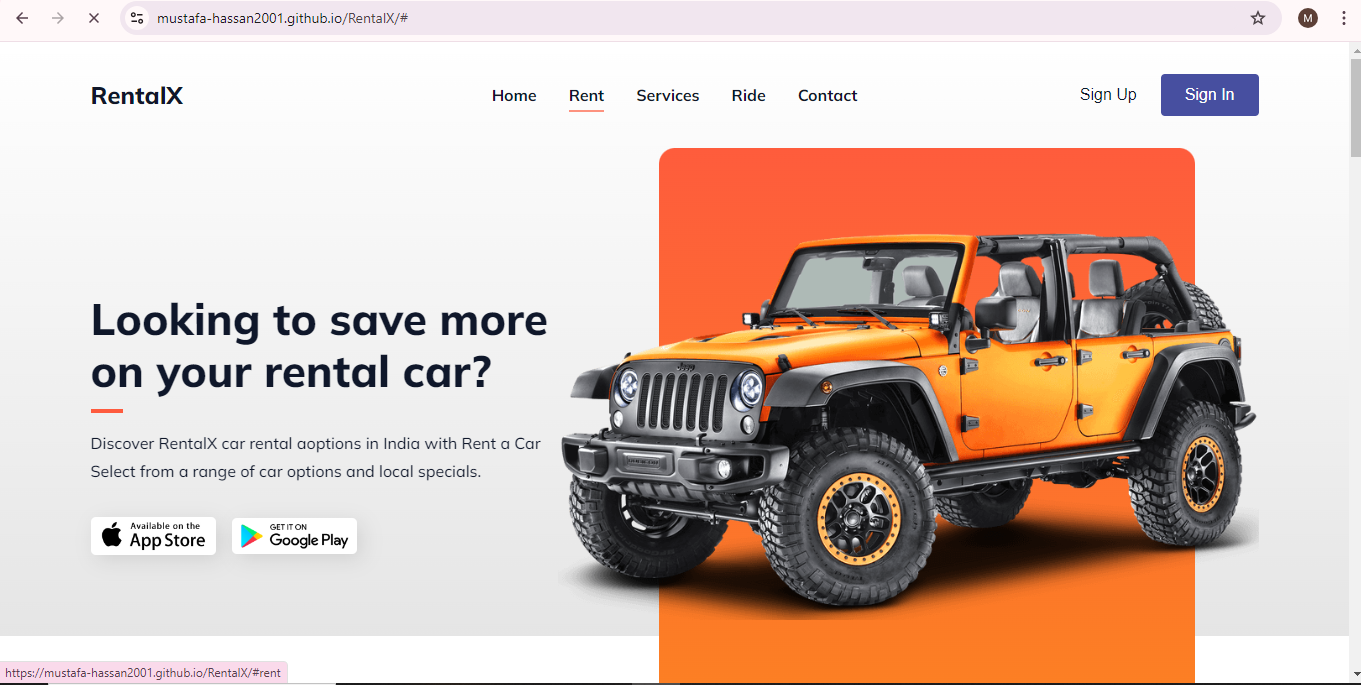 mustafa-hassan2001.github.io/RentalX/#
M
RentalX
Home Rent Services Ride Contact
Sign Up Sign In
Looking to save more
on your rental car?
Discover RentalX car rental aoptions in India with Rent a Car
Select from a range of car options and local specials.
Available on the
App Store
GET IT ON
Google Play
Jeep
https://mustafa-hassan2001.github.io/RentalX/#rent